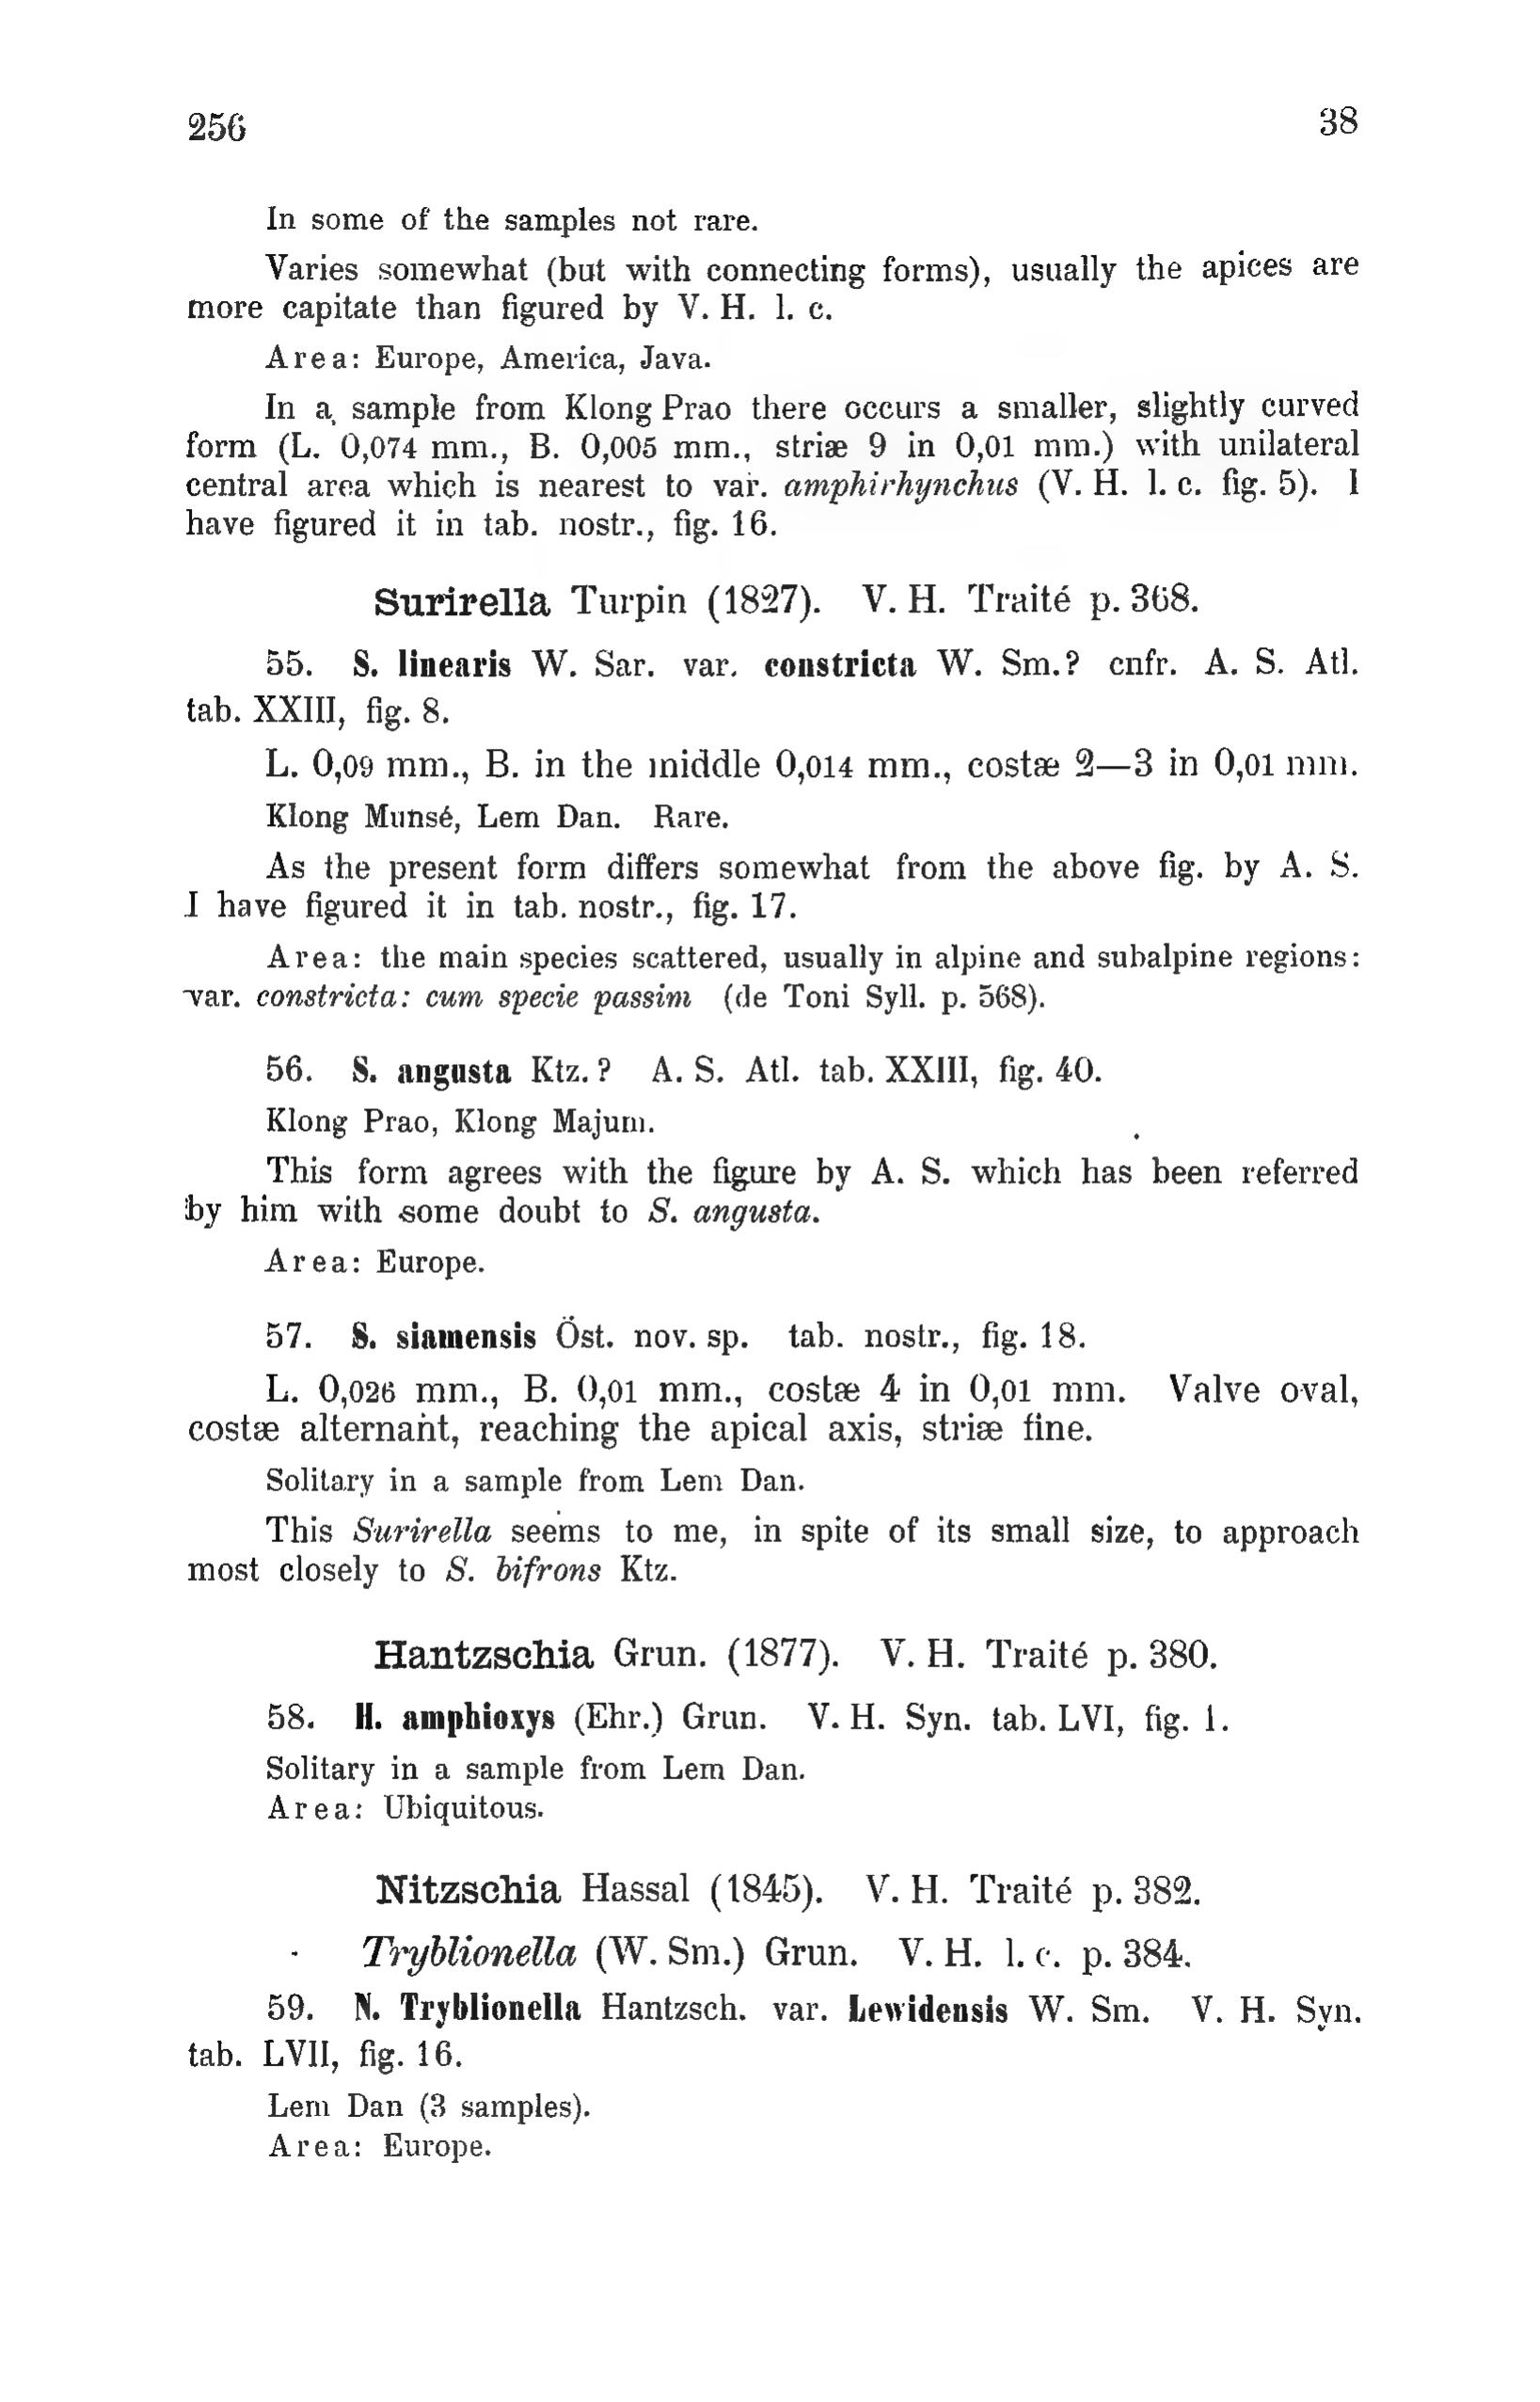 256 38
In some of the samples not rare.
Varies somewhat (but with connecting forms), usually the apices are
more capitate than figured by V. H. l. c.
Area: Europe, America, Java.
In a sample from Klong Prao there occurs a smaller, slightly curved
form (L. 0,074 mm., B. 0,005 mm., striæ 9 in 0,01 mm.) with unilateral
central area which is nearest to var. amphirhynchus (V. H. l. c. fig. 5). I
have figured it in tab. nostr., fig. 16.
Surirella Turpin (1827). V. H. Traité p. 368.
55. S. linearis W. Sar. var. constricta W. Sm.? cnfr. A. S. Atl.
tab. XXIII, fig. 8.
L. 0,09 mm., B. in the middle 0,014 mm., costæ 2—3 in 0,01 mm.
Klong Munsé, Lem Dan. Rare.
As the present form differs somewhat from the above fig. by A. S.
I have figured it in tab. nostr., fig. 17.
Area: the main species scattered, usually in alpine and subalpine regions:
var. constricta: cum specie passim (de Toni Syll. p. 568).
56. S. angusta Ktz.? A. S. Atl. tab. XXIII, fig. 40.
Klong Prao, Klong Majum.
This form agrees with the figure by A. S. which has been referred
by him with some doubt to S. angusta.
Area: Europe.
57. S. siamensis Öst. nov. sp. tab. nostr., fig. 18.
L. 0,026 mm., B. 0,01 mm., costæ 4 in 0,01 mm. Valve oval,
costæ alternant, reaching the apical axis, striæ fine.
Solitary in a sample from Lem Dan.
This Surirella seems to me, in spite of its small size, to approach
most closely to S. bifrons Ktz.
Hantzschia Grun. (1877). V. H. Traité p. 380.
58. H. amphioxys (Ehr.) Grun. V. H. Syn. tab. LVI, fig. 1.
Solitary in a sample from Lem Dan.
Area: Ubiquitous.
Nitzschia Hassal (1845). V. H. Traité p. 382.
Tryblionella (W. Sm.) Grun. V. H. l. c. p. 384.
59. N. Tryblionella Hantzsch. var. Lewidensis W. Sm. V. H. Syn.
tab. LVII, fig. 16.
Lem Dan (3 samples).
Area: Europe.